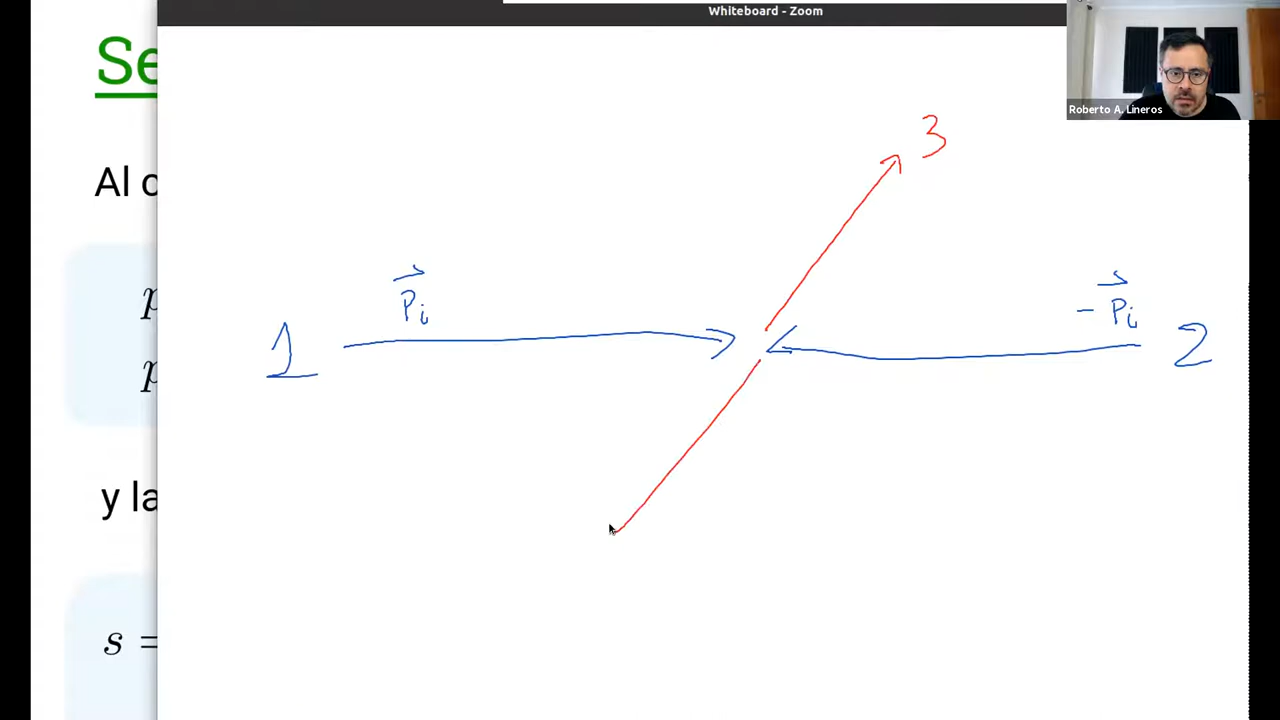 Whiteboard - Zoom
Roberto A. Lineros
Se
Al c
p
p
y la
s =
3
→
Pi
→
- Pi
1
2